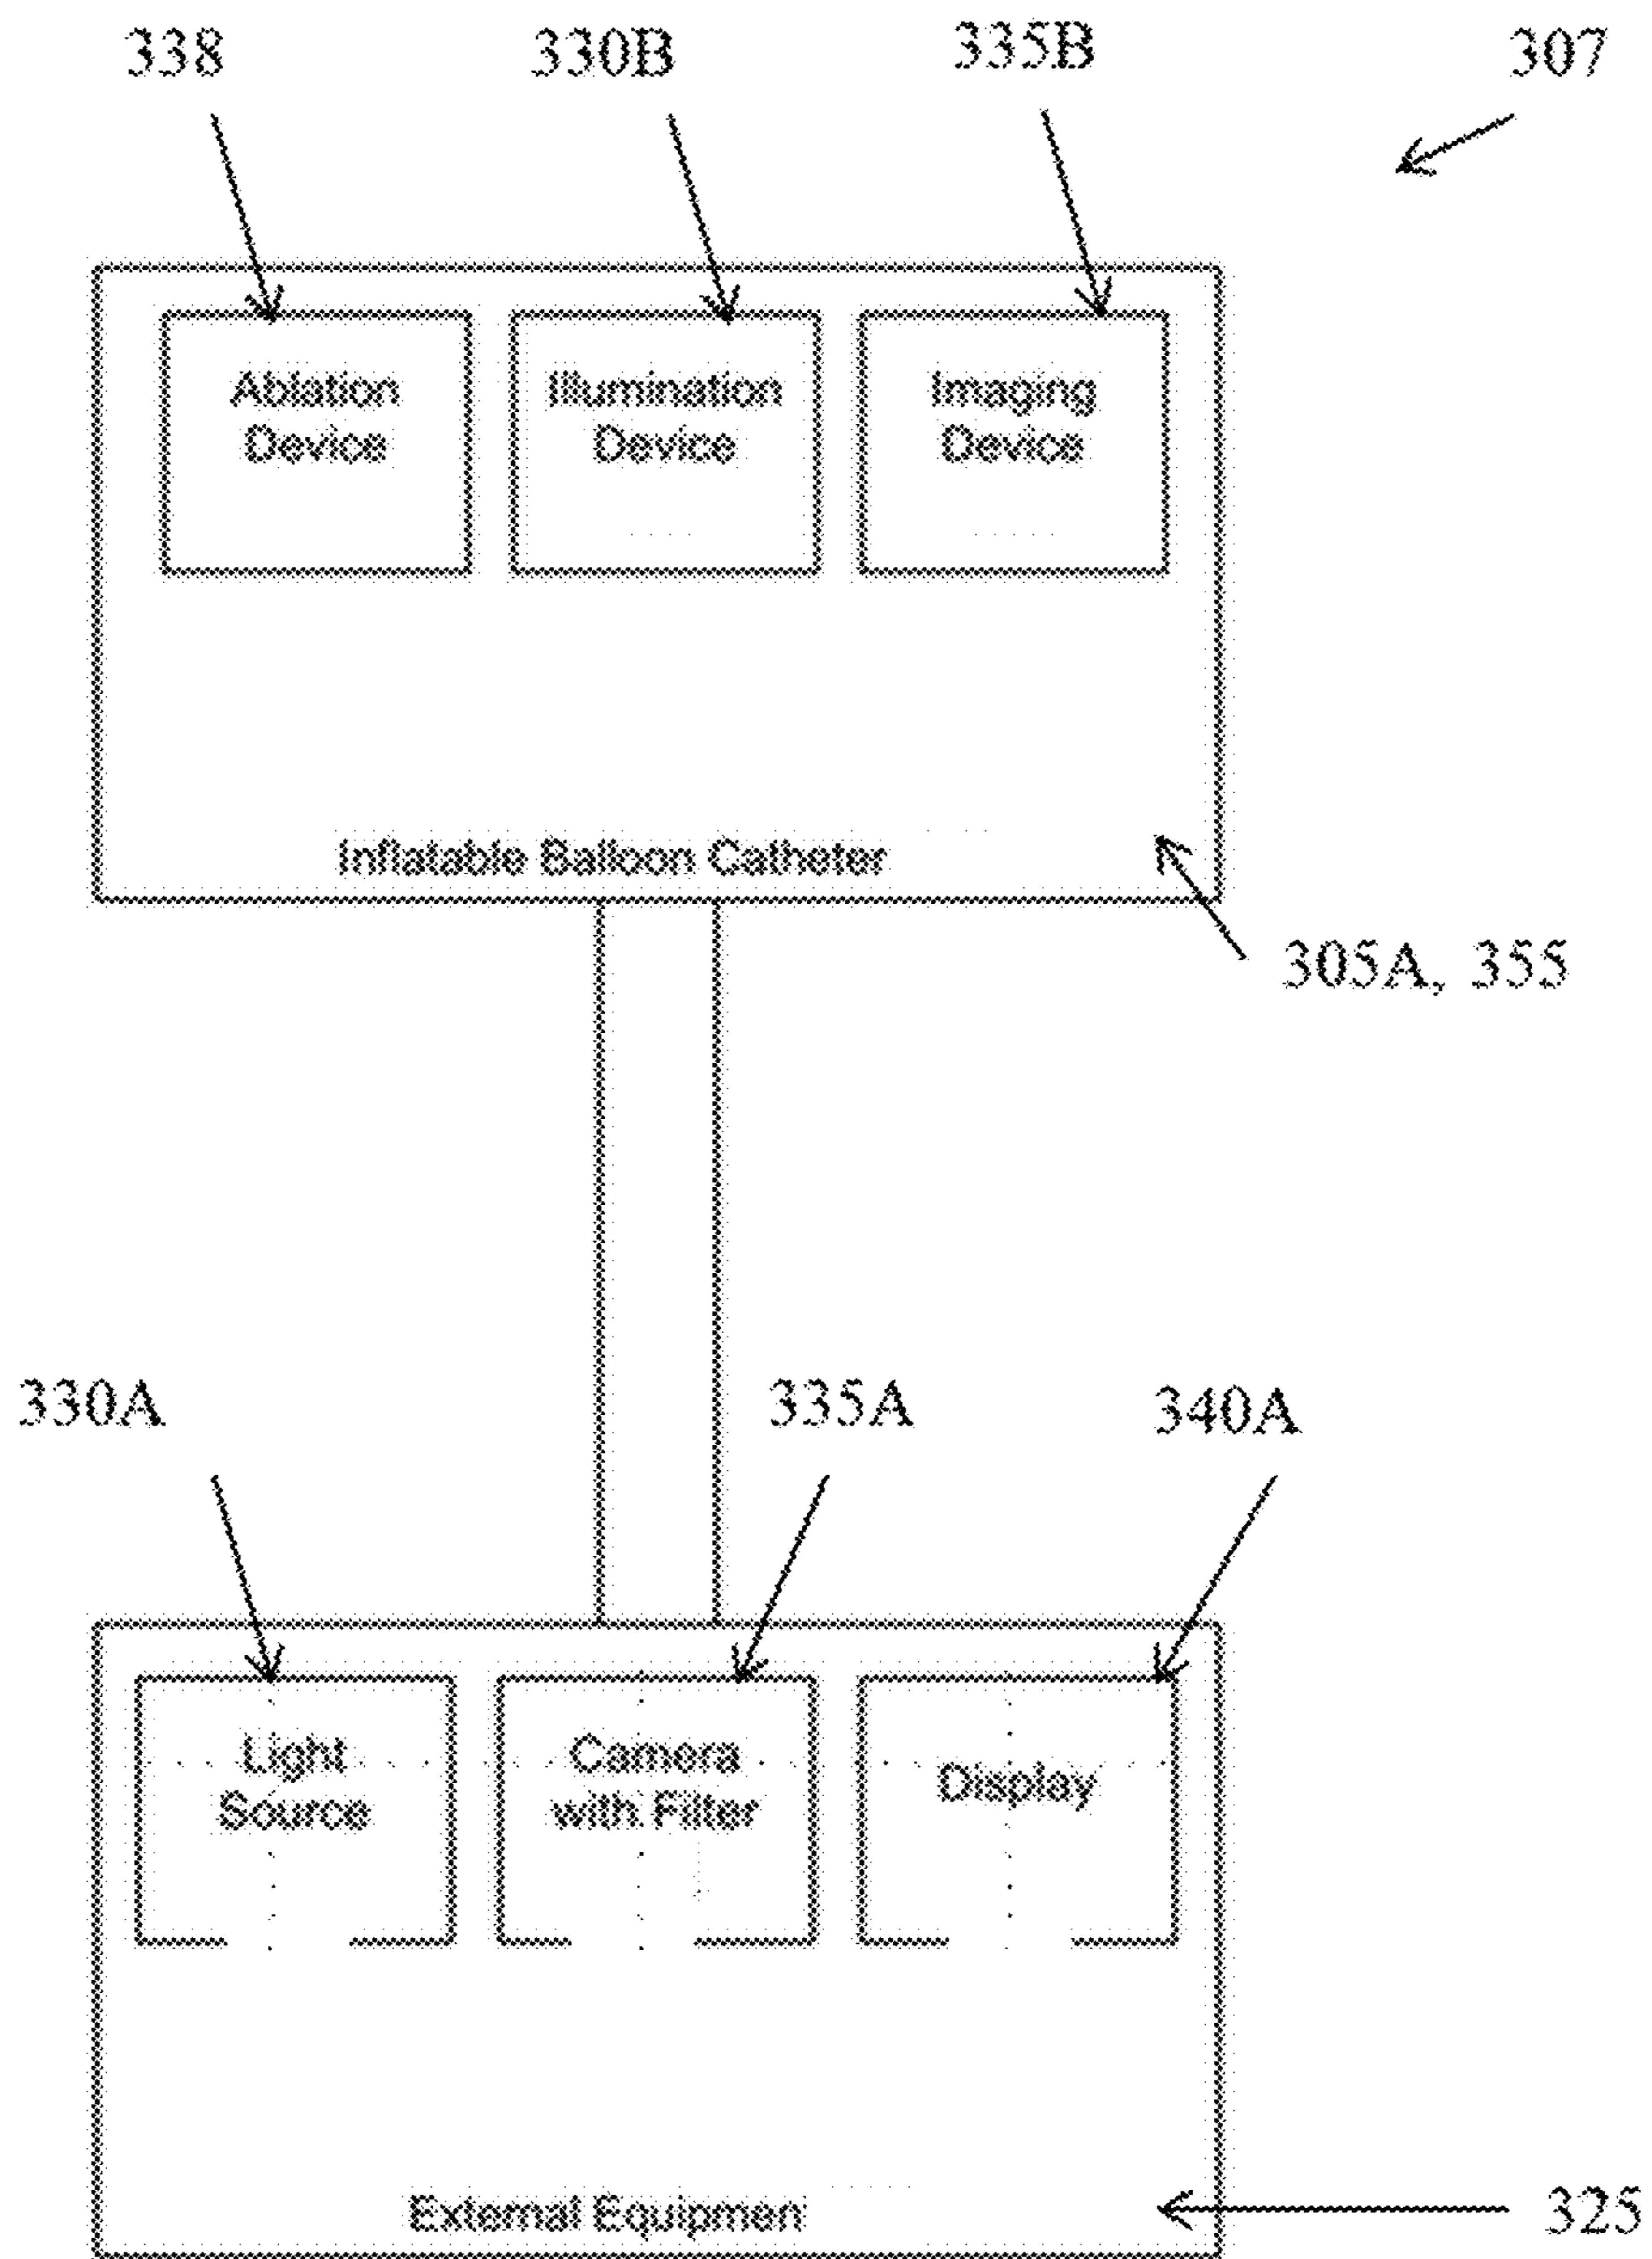 338
330B
335B
307
Ablation
Device
Illumination
Device
Imaging
Device
Inflatable Balloon Catheter
305A, 355
330A
335A
340A
Light
Source
Camera
with Filter
Display
External Equipmen
325